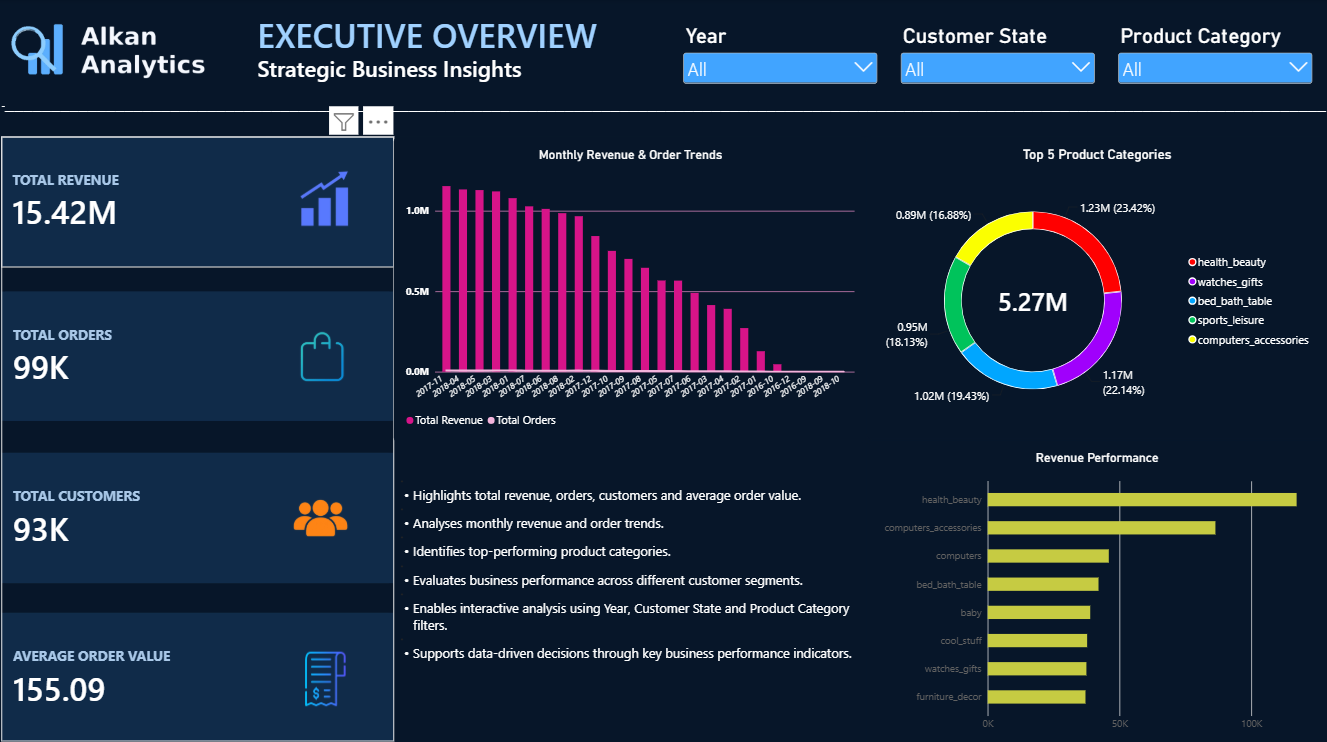 Alkan
Analytics
EXECUTIVE OVERVIEW
Strategic Business Insights
Year
All
Customer State
All
Product Category
All
TOTAL REVENUE
15.42M
TOTAL ORDERS
99K
TOTAL CUSTOMERS
93K
AVERAGE ORDER VALUE
155.09
Monthly Revenue & Order Trends
1.0M
0.5M
0.0M
2017-11
2018-04
2018-05
2018-03
2018-01
2018-07
2018-06
2018-08
2018-02
2017-12
2017-10
2017-09
2017-08
2017-05
2017-07
2017-06
2017-03
2017-04
2017-02
2017-01
2016-10
2016-12
2016-09
2018-09
2018-10
Total Revenue
Total Orders
• Highlights total revenue, orders, customers and average order value.
• Analyses monthly revenue and order trends.
• Identifies top-performing product categories.
• Evaluates business performance across different customer segments.
• Enables interactive analysis using Year, Customer State and Product Category
filters.
• Supports data-driven decisions through key business performance indicators.
Top 5 Product Categories
0.89M (16.88%)
1.23M (23.42%)
5.27M
0.95M
(18.13%)
1.17M
(22.14%)
1.02M (19.43%)
health_beauty
watches_gifts
bed_bath_table
sports_leisure
computers_accessories
Revenue Performance
health_beauty
computers_accessories
computers
bed_bath_table
baby
cool_stuff
watches_gifts
furniture_decor
0K
50K
100K